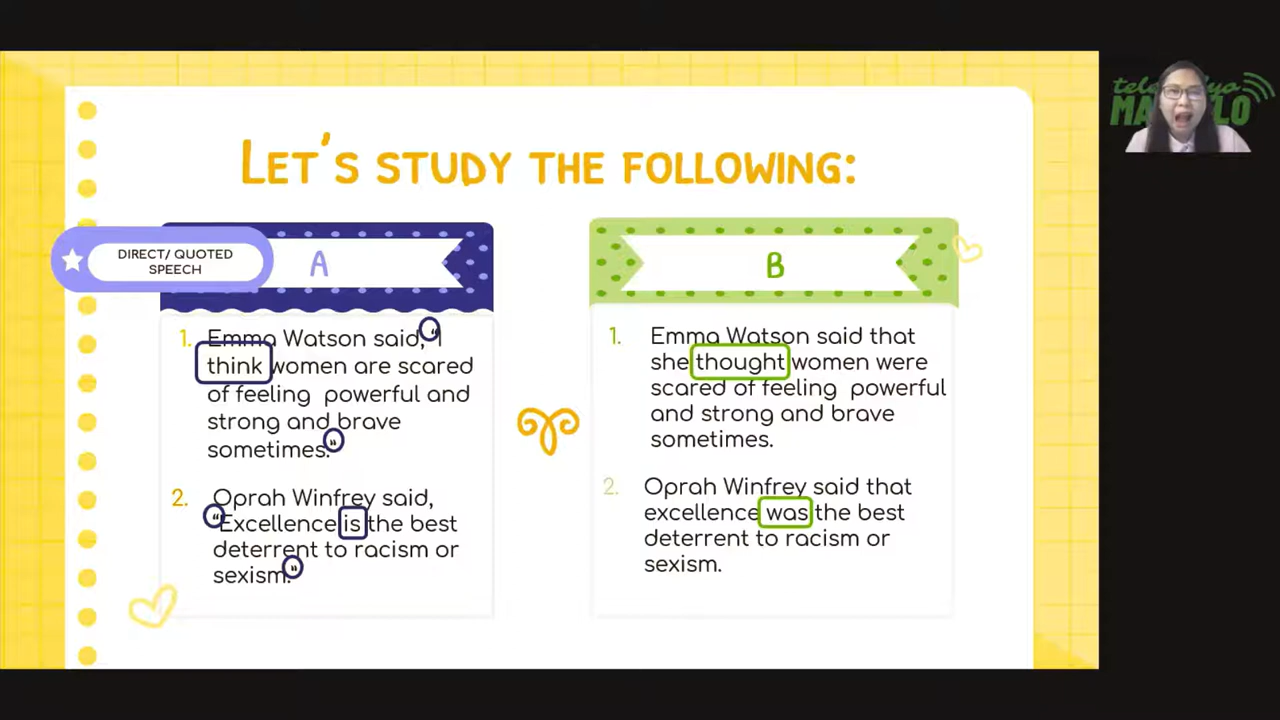 LET'S STUDY THE FOLLOWING:
DIRECT/ QUOTED
SPEECH
A
1. Emma Watson said, “I
think women are scared
of feeling powerful and
strong and brave
sometimes.”
2. Oprah Winfrey said,
“Excellence is the best
deterrent to racism or
sexism.”
B
1. Emma Watson said that
she thought women were
scared of feeling powerful
and strong and brave
sometimes.
2. Oprah Winfrey said that
excellence was the best
deterrent to racism or
sexism.